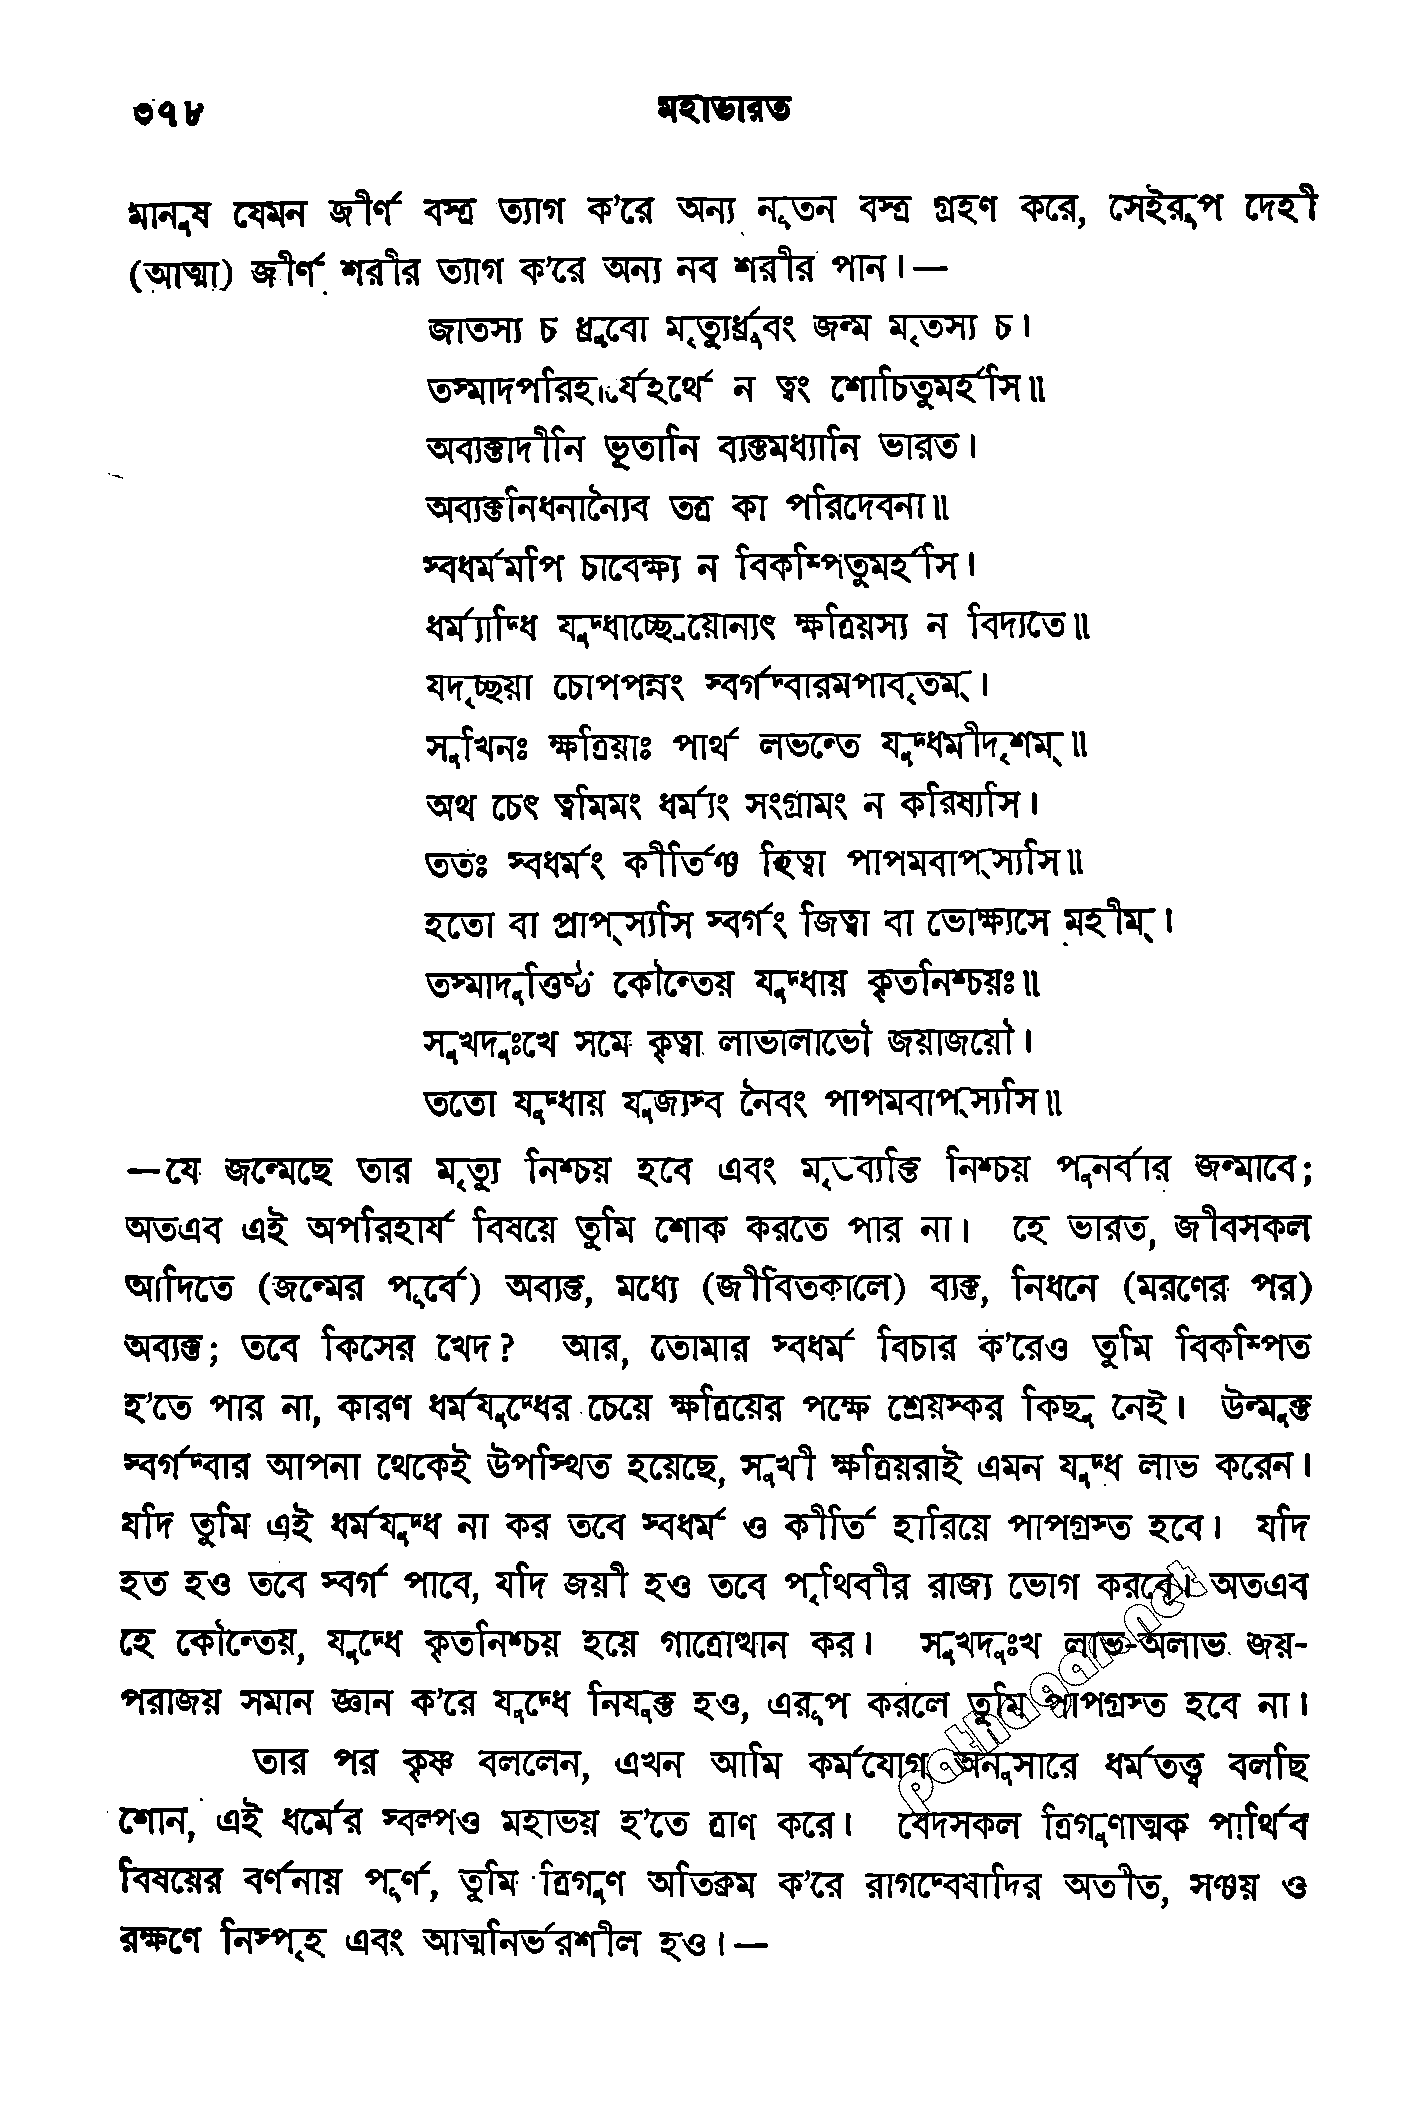 ৩৭৮ মহাভারত
মানুষ যেমন জীর্ণ বস্ত্র ত্যাগ ক'রে অন্য নূতন বস্ত্র গ্রহণ করে, সেইরূপ দেহী
(আত্মা) জীর্ণ শরীর ত্যাগ ক'রে অন্য নব শরীর পান।—
জাতস্য চ ধ্রুবো মৃত্যুর্ধ্রুবং জন্ম মৃতস্য চ।
তস্মাদপরিহার্যহর্থে ন ত্বং শোচিতুমর্হসি॥
অব্যক্তাদীনি ভূতানি ব্যক্তমধ্যানি ভারত।
অব্যক্তনিধনান্যৈব তত্র কা পরিদেবনা॥
স্বধর্মমপি চাবেক্ষ্য ন বিকম্পিতুমর্হসি।
ধর্ম্যাদ্ধি যুদ্ধাচ্ছ্রেয়োন্যৎ ক্ষত্রিয়স্য ন বিদ্যতে॥
যদৃচ্ছয়া চোপপন্নং স্বর্গদ্বারমপাবৃতম্।
সুখিনঃ ক্ষত্রিয়াঃ পার্থ লভন্তে যুদ্ধমীদৃশম্॥
অথ চেৎ ত্বমিমং ধর্ম্যং সংগ্রামং ন করিষ্যসি।
ততঃ স্বধর্মং কীর্তিঞ্চ হিত্বা পাপমবাপ্স্যসি॥
হতো বা প্রাপ্স্যসি স্বর্গং জিত্বা বা ভোক্ষ্যসে মহীম্।
তস্মাদুত্তিষ্ঠ কৌন্তেয় যুদ্ধায় কৃতনিশ্চয়ঃ॥
সুখদুঃখে সমে কৃত্বা লাভালাভৌ জয়াজয়ৌ।
ততো যুদ্ধায় যুজ্যস্ব নৈবং পাপমবাপ্স্যসি॥
—যে জন্মেছে তার মৃত্যু নিশ্চয় হবে এবং মৃতব্যক্তি নিশ্চয় পুনর্বার জন্মাবে;
অতএব এই অপরিহার্য বিষয়ে তুমি শোক করতে পার না। হে ভারত, জীবসকল
আদিতে (জন্মের পূর্বে) অব্যক্ত, মধ্যে (জীবিতকালে) ব্যক্ত, নিধনে (মরণের পর)
অব্যক্ত; তবে কিসের খেদ? আর, তোমার স্বধর্ম বিচার ক'রেও তুমি বিকম্পিত
হ'তে পার না, কারণ ধর্মযুদ্ধের চেয়ে ক্ষত্রিয়ের পক্ষে শ্রেয়স্কর কিছু নেই। উন্মুক্ত
স্বর্গদ্বার আপনা থেকেই উপস্থিত হয়েছে, সুখী ক্ষত্রিয়রাই এমন যুদ্ধ লাভ করেন।
যদি তুমি এই ধর্মযুদ্ধ না কর তবে স্বধর্ম ও কীর্তি হারিয়ে পাপগ্রস্ত হবে। যদি
হত হও তবে স্বর্গ পাবে, যদি জয়ী হও তবে পৃথিবীর রাজ্য ভোগ করবে। অতএব
হে কৌন্তেয়, যুদ্ধে কৃতনিশ্চয় হয়ে গাত্রোত্থান কর। সুখদুঃখ লাভ-অলাভ জয়-
পরাজয় সমান জ্ঞান ক'রে যুদ্ধে নিযুক্ত হও, এরূপ করলে তুমি পাপগ্রস্ত হবে না।
তার পর কৃষ্ণ বললেন, এখন আমি কর্মযোগ অনুসারে ধর্মতত্ত্ব বলছি
শোন, এই ধর্মের স্বল্পও মহাভয় হ'তে ত্রাণ করে। বেদসকল ত্রিগুণাত্মক পার্থিব
বিষয়ের বর্ণনায় পূর্ণ, তুমি ত্রিগুণ অতিক্রম ক'রে রাগদ্বেষাদির অতীত, সঞ্চয় ও
রক্ষণে নিস্পৃহ এবং আত্মনির্ভরশীল হও।—
pathagar.net